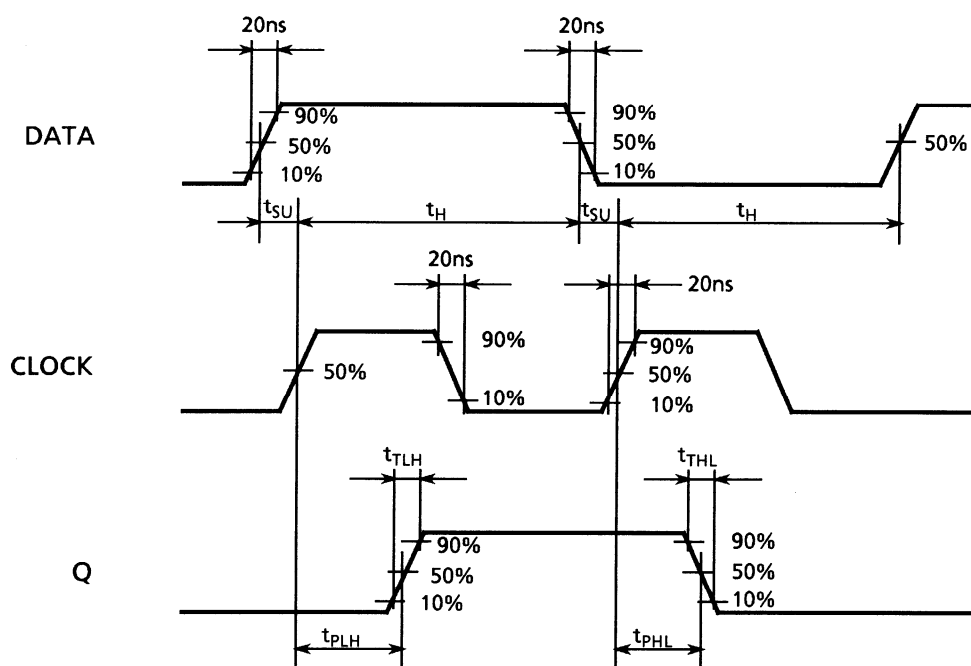 20ns 20ns
90% 90%
DATA 50% 50% 50%
10% 10%
tSU tH tSU tH
20ns 20ns
90% 90%
CLOCK 50% 50%
10% 10%
tTLH tTHL
90% 90%
Q 50% 50%
10% 10%
tPLH tPHL